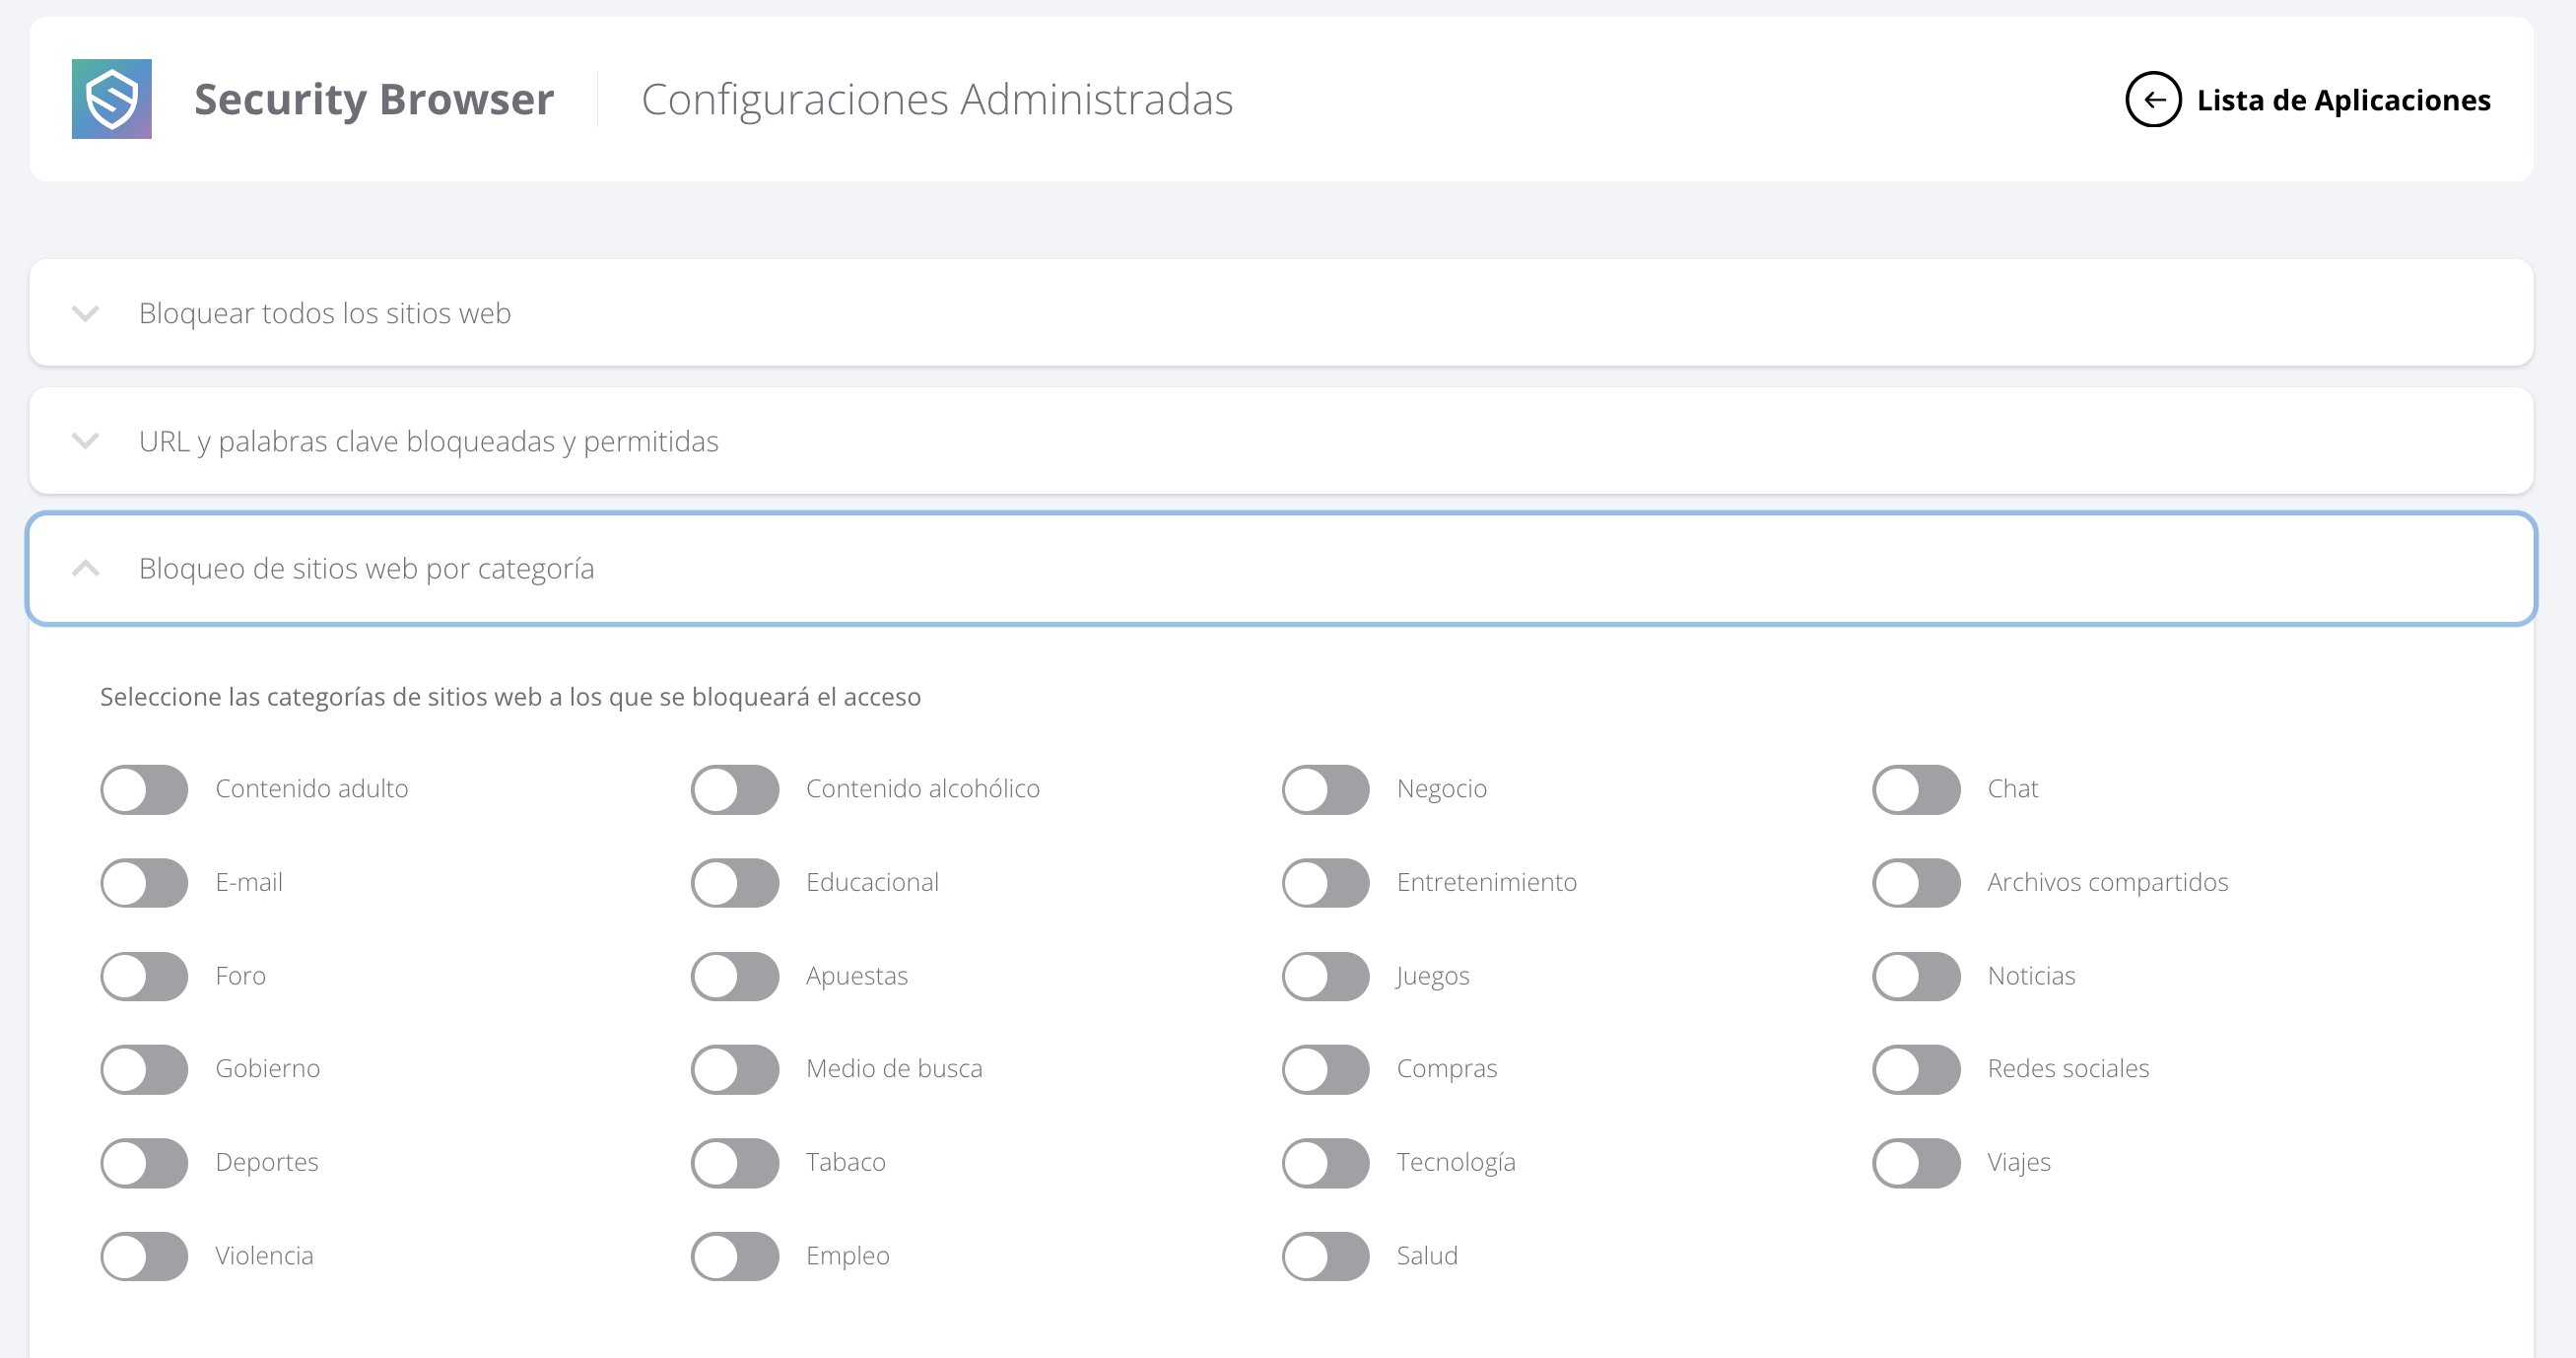 Security Browser
Configuraciones Administradas
Lista de Aplicaciones
Bloquear todos los sitios web
URL y palabras clave bloqueadas y permitidas
Bloqueo de sitios web por categoría
Seleccione las categorías de sitios web a los que se bloqueará el acceso
Contenido adulto
Contenido alcohólico
Negocio
Chat
E-mail
Educacional
Entretenimiento
Archivos compartidos
Foro
Apuestas
Juegos
Noticias
Gobierno
Medio de busca
Compras
Redes sociales
Deportes
Tabaco
Tecnología
Viajes
Violencia
Empleo
Salud